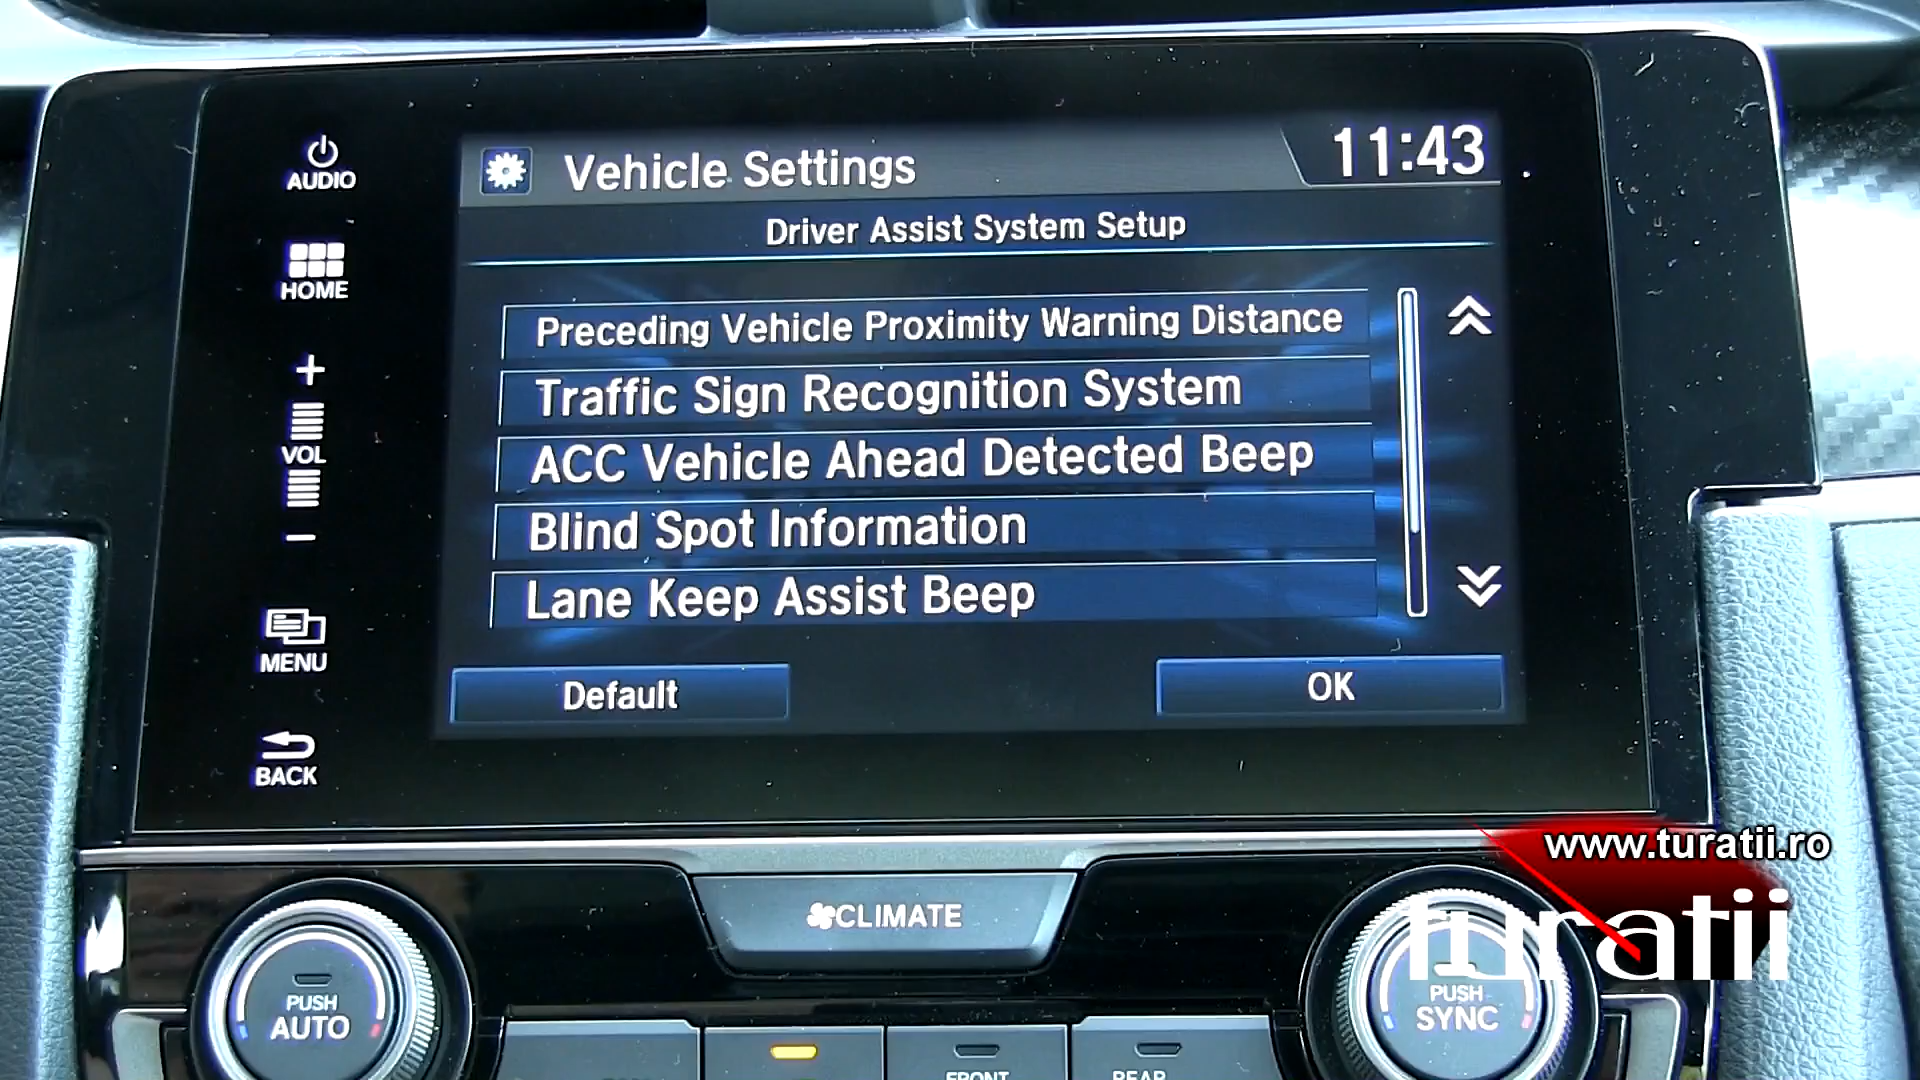 AUDIO
HOME
+
VOL
−
MENU
BACK
Vehicle Settings
11:43
Driver Assist System Setup
Preceding Vehicle Proximity Warning Distance
Traffic Sign Recognition System
ACC Vehicle Ahead Detected Beep
Blind Spot Information
Lane Keep Assist Beep
Default
OK
www.turatii.ro
turatii
CLIMATE
PUSH
AUTO
PUSH
SYNC
FRONT
REAR